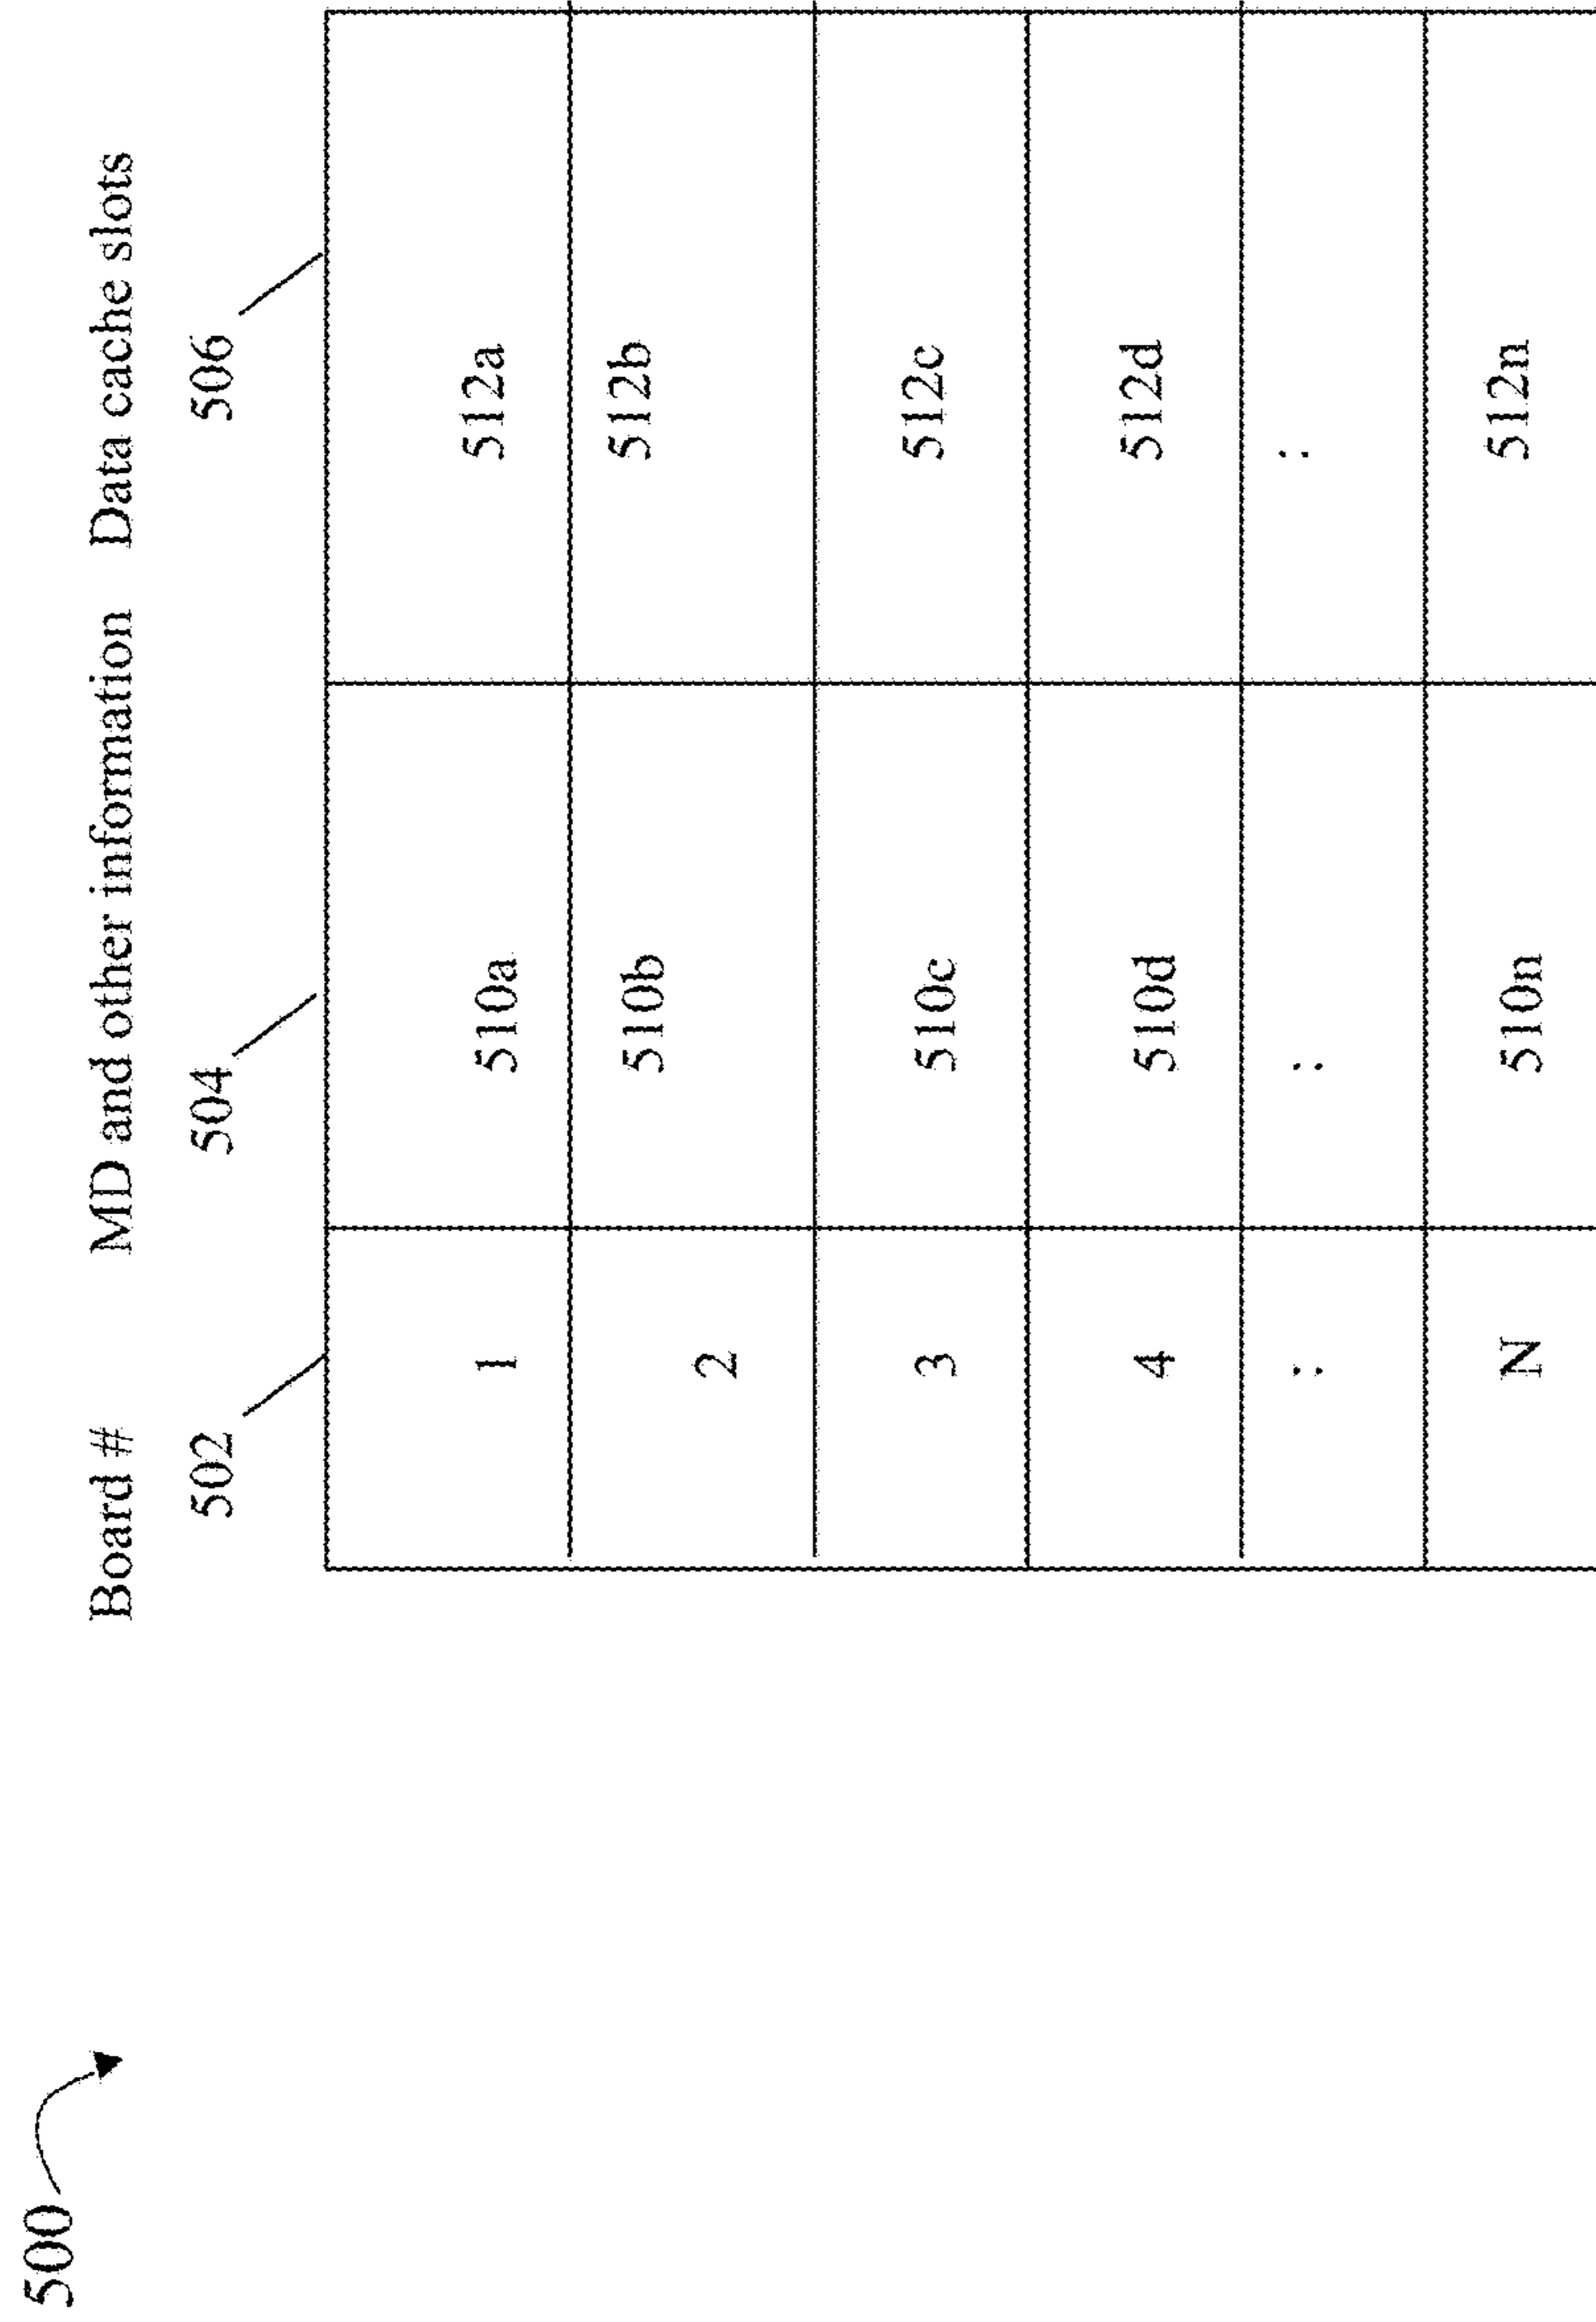 500
Board # MD and other information Data cache slots
502 504 506
1 510a 512a
2 510b 512b
3 510c 512c
4 510d 512d
: : :
N 510n 512n